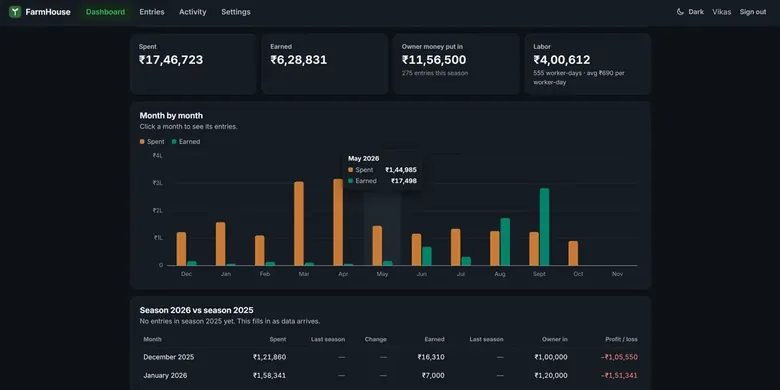 FarmHouse Dashboard Entries Activity Settings Dark Vikas Sign out
Spent Earned Owner money put in Labor
₹17,46,723 ₹6,28,831 ₹11,56,500 ₹4,00,612
275 entries this season 555 worker-days · avg ₹690 per
worker-day
Month by month
Click a month to see its entries.
Spent Earned
May 2026
Spent ₹1,44,985
Earned ₹17,498
₹4L
₹3L
₹2L
₹1L
0
Dec Jan Feb Mar Apr May Jun Jul Aug Sept Oct Nov
Season 2026 vs season 2025
No entries in season 2025 yet. This fills in as data arrives.
Month Spent Last season Change Earned Last season Owner in Profit / loss
December 2025 ₹1,21,860 — — ₹16,310 — ₹1,00,000 −₹1,05,550
January 2026 ₹1,58,341 — — ₹7,000 — ₹1,20,000 −₹1,51,341